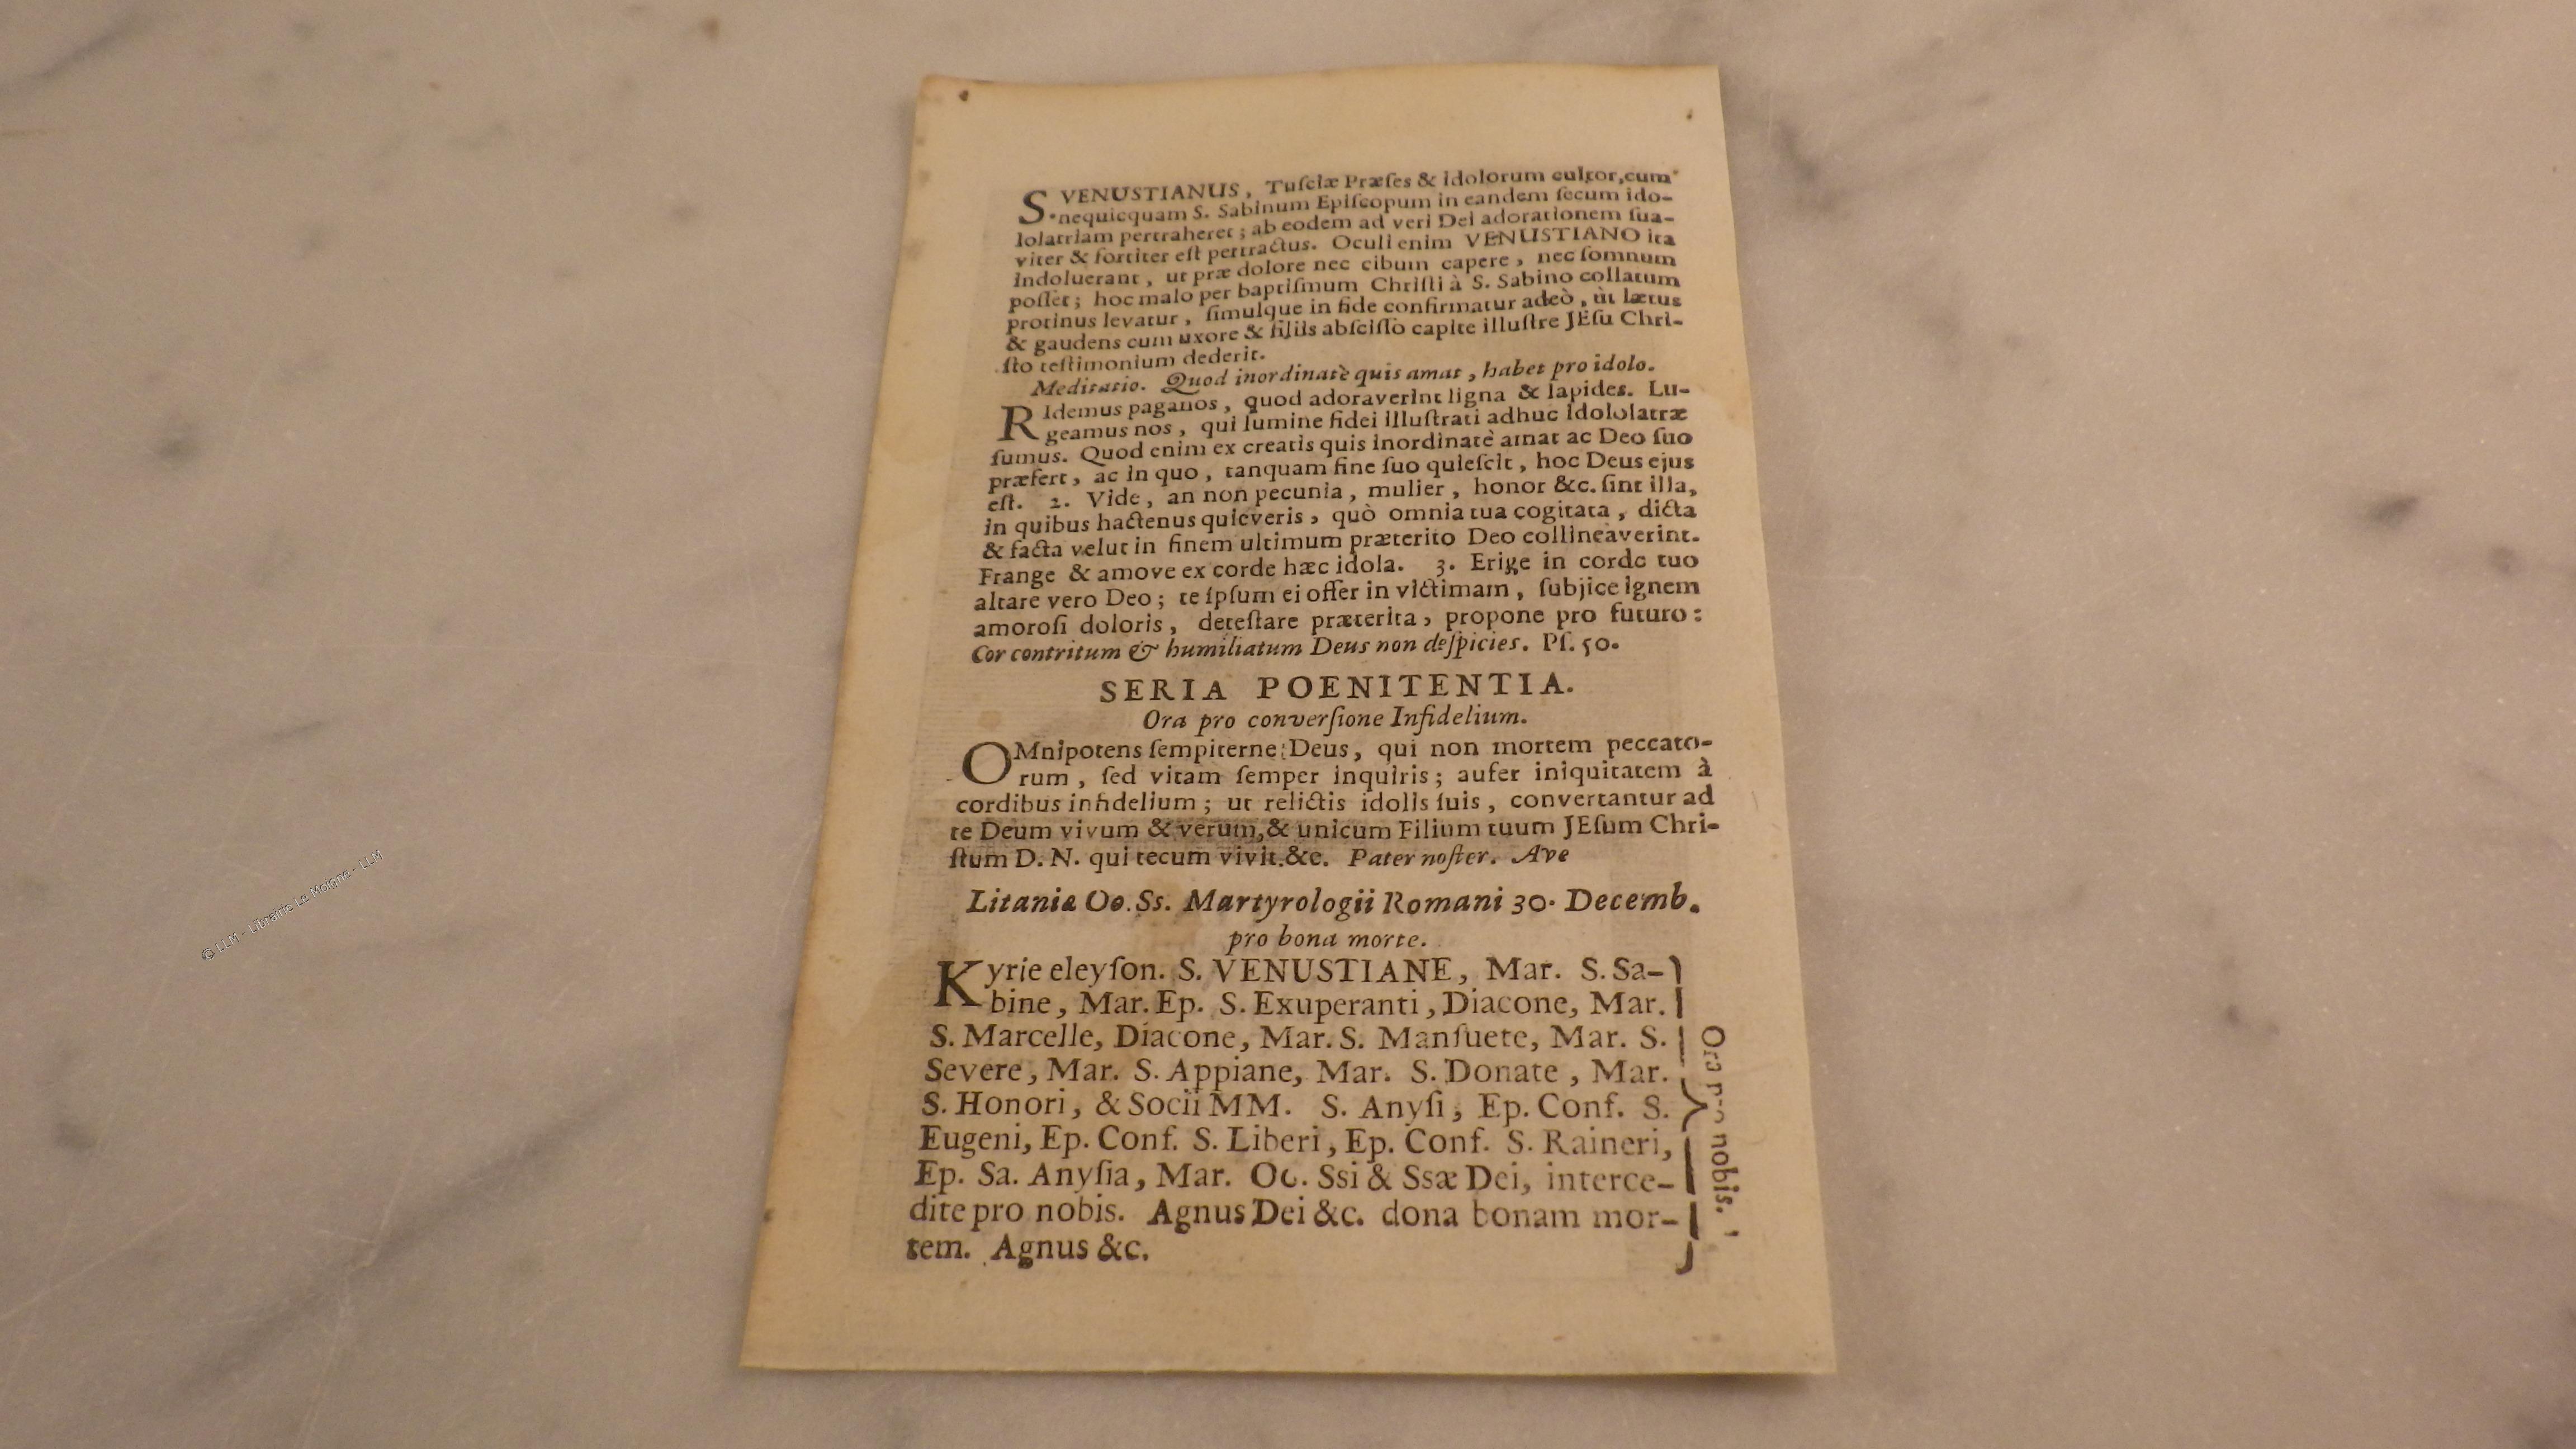 S. VENUSTIANUS, Tuſciæ Præſes & idolorum cultor, cum
nequicquam S. Sabinum Epiſcopum in eandem ſecum ido-
lolatriam pertraheret; ab eodem ad veri Dei adorationem ſua-
viter & fortiter eſt pertractus. Oculi enim VENUSTIANO ita
indoluerant, ut præ dolore nec cibum capere, nec ſomnum
poſſet; hoc malo per baptiſmum Chriſti à S. Sabino collatum
protinus levatur, ſimulque in fide confirmatur adeò, ùt lætus
& gaudens cum uxore & filiis abſciſſo capite illuſtre JEſu Chri-
ſto teſtimonium dederit.
Meditatio. Quod inordinatè quis amat, habet pro idolo.
RIdemus paganos, quod adoraverint ligna & lapides. Lu-
geamus nos, qui lumine fidei illuſtrati adhuc idololatræ
ſumus. Quod enim ex creatis quis inordinatè amat ac Deo ſuo
præfert, ac in quo, tanquam fine ſuo quieſcit, hoc Deus ejus
eſt. 2. Vide, an non pecunia, mulier, honor &c. ſint illa,
in quibus hactenus quieveris, quò omnia tua cogitata, dicta
& facta velut in finem ultimum præterito Deo collineaverint.
Frange & amove ex corde hæc idola. 3. Erige in corde tuo
altare vero Deo; te ipſum ei offer in victimam, ſubjice ignem
amoroſi doloris, deteſtare præterita, propone pro futuro:
Cor contritum & humiliatum Deus non deſpicies. Pſ. 50.
SERIA POENITENTIA.
Ora pro converſione Infidelium.
OMnipotens ſempiterne Deus, qui non mortem peccato-
rum, ſed vitam ſemper inquiris; aufer iniquitatem à
cordibus infidelium; ut relictis idolis ſuis, convertantur ad
te Deum vivum & verum, & unicum Filium tuum JEſum Chri-
ſtum D. N. qui tecum vivit. &c. Pater noſter. Ave
Litaniæ Oo. Ss. Martyrologii Romani 30. Decemb.
pro bona morte.
Kyrie eleyſon. S. VENUSTIANE, Mar. S. Sa-
bine, Mar. Ep. S. Exuperanti, Diacone, Mar.
S. Marcelle, Diacone, Mar. S. Manſuete, Mar. S.
Severe, Mar. S. Appiane, Mar. S. Donate, Mar.
S. Honori, & Socii MM. S. Anyſi, Ep. Conf. S.
Eugeni, Ep. Conf. S. Liberi, Ep. Conf. S. Raineri,
Ep. Sa. Anyſia, Mar. Oo. Ssi & Ssæ Dei, interce-
dite pro nobis. Agnus Dei &c. dona bonam mor-
tem. Agnus &c.
Ora pro nobis.
© LLM - Librairie Le Moigne - LLM